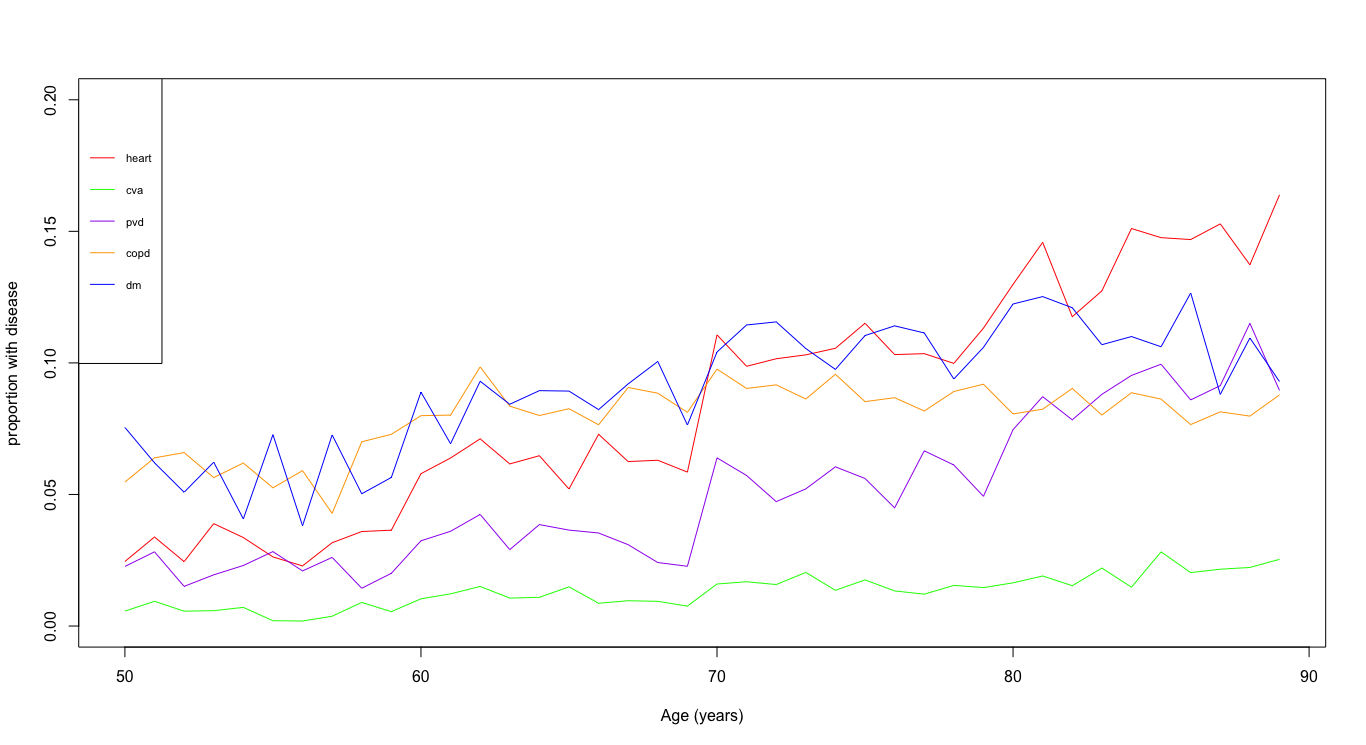 proportion with disease
0.20
0.15
0.10
0.05
0.00
heart
cva
pvd
copd
dm
50 60 70 80 90
Age (years)